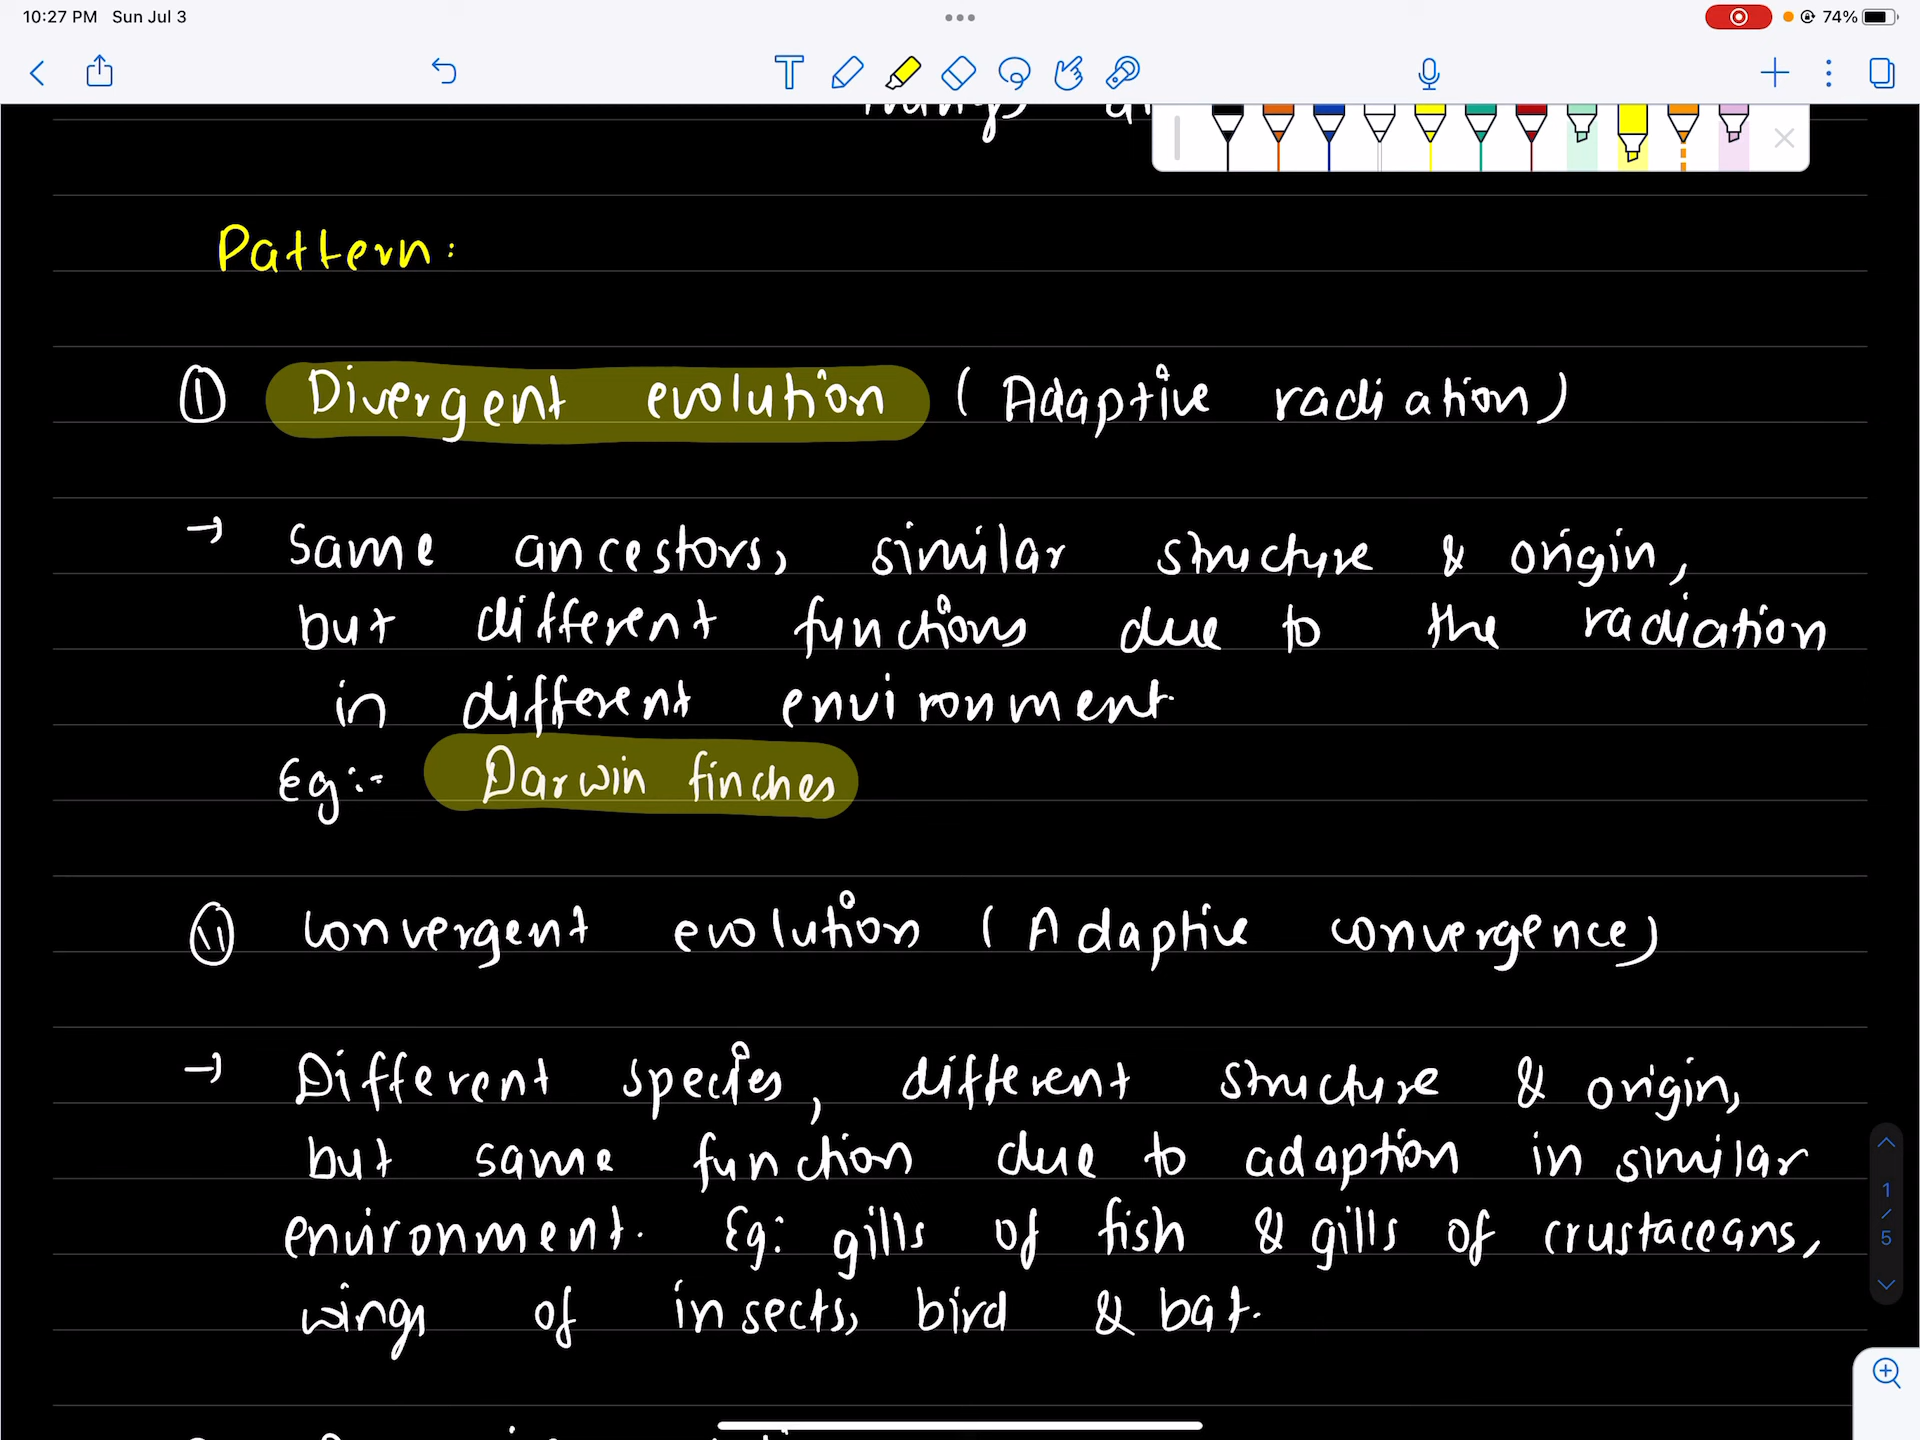 10:27 PM Sun Jul 3
74%
Pattern:
① Divergent evolution (Adaptive radiation)
→ Same ancestors, similar structure & origin,
but different functions due to the radiation
in different environment.
Eg:- Darwin finches
⑪ Convergent evolution (Adaptive convergence)
→ Different species, different structure & origin,
but same function due to adaption in similar
environment. Eg: gills of fish & gills of crustaceans,
wings of insects, bird & bat.
1
/
5